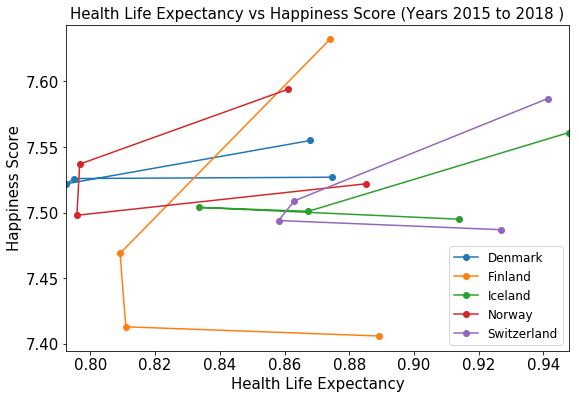 Health Life Expectancy vs Happiness Score (Years 2015 to 2018 )
Happiness Score
7.60
7.55
7.50
7.45
7.40
Denmark
Finland
Iceland
Norway
Switzerland
0.80 0.82 0.84 0.86 0.88 0.90 0.92 0.94
Health Life Expectancy